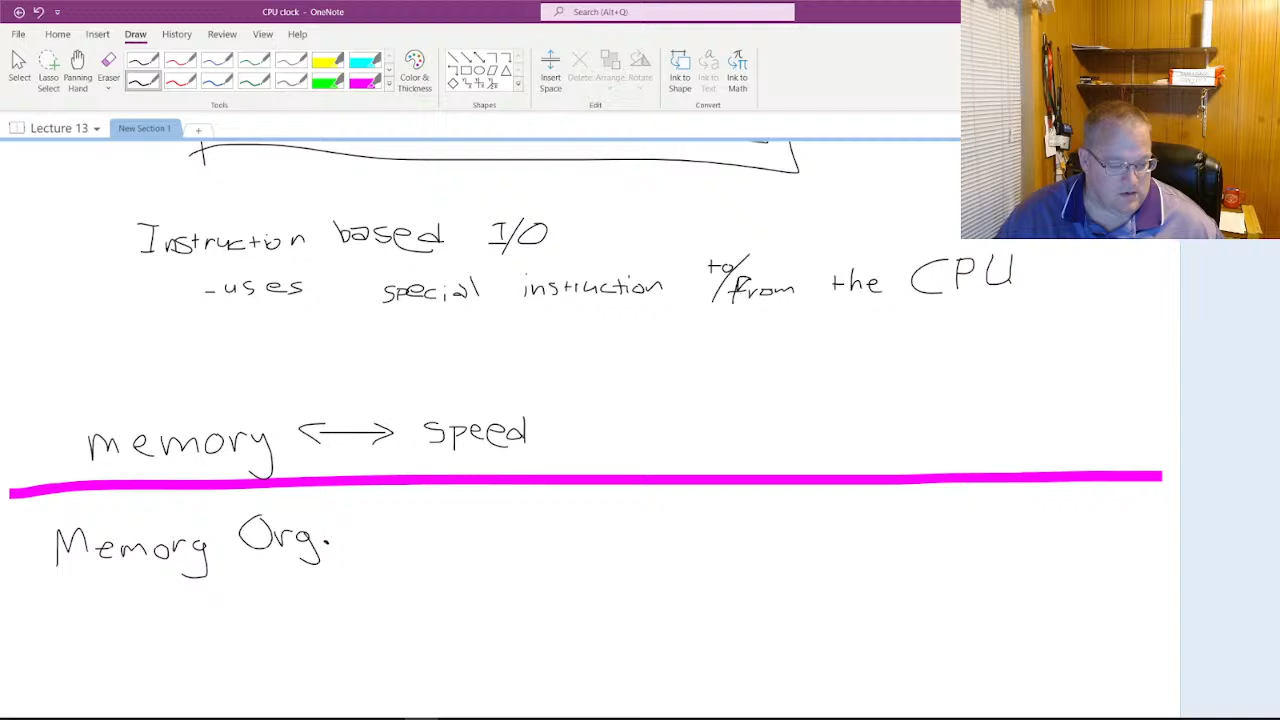 CPU clock - OneNote
Search (Alt+Q)
File Home Insert Draw History Review View Help
Select
Lasso Select
Panning Hand
Eraser
Color & Thickness
Insert Space
Delete
Arrange
Rotate
Ink to Shape
Ink to Text
Ink to Math
Tools Shapes Edit Convert
Lecture 13 New Section 1
Instruction based I/O
- uses special instruction to/from the CPU
memory <-> speed
Memory Org.